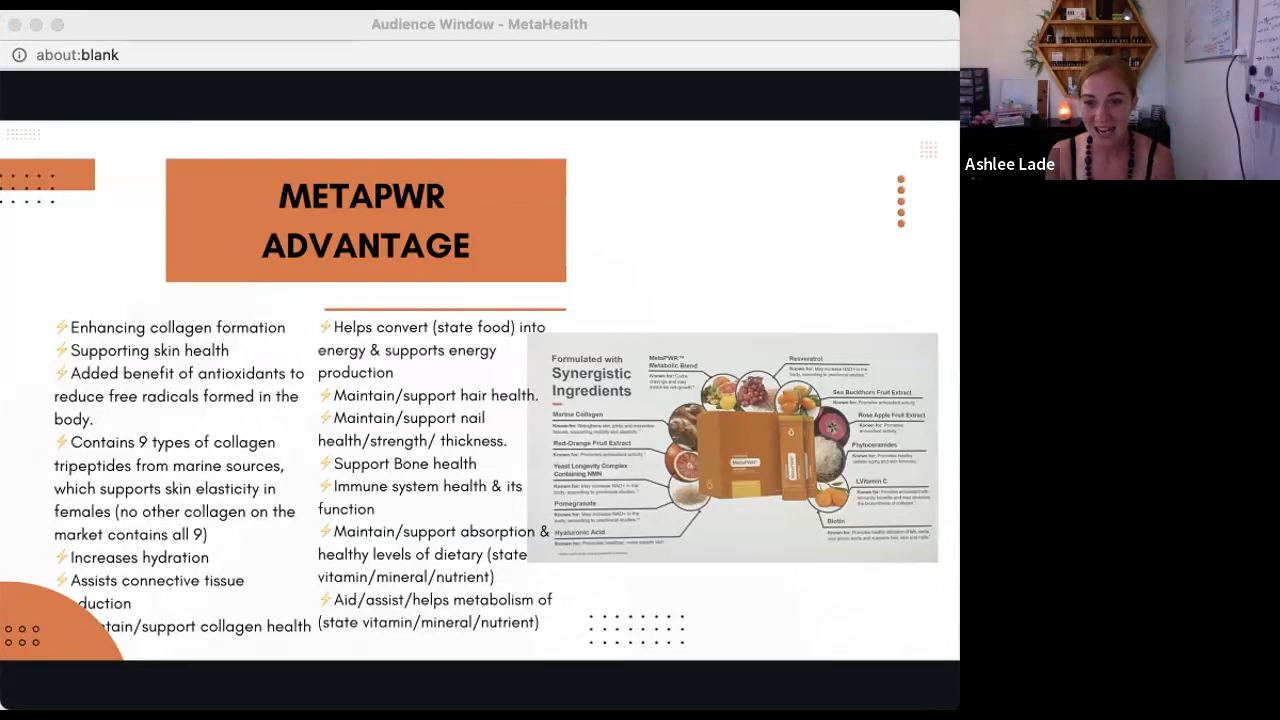 Audience Window - MetaHealth
about:blank
METAPWR
ADVANTAGE
⚡Enhancing collagen formation
⚡Supporting skin health
⚡Added benefit of antioxidants to
reduce free radicals formed in the
body.
⚡Contains 9 types of collagen
tripeptides from marine sources,
which supports skin elasticity in
females (no other collagen on the
market contains all 9)
⚡Increases hydration
⚡Assists connective tissue
duction
tain/support collagen health
⚡Helps convert (state food) into
energy & supports energy
production
⚡Maintain/support hair health.
⚡Maintain/support nail
health/strength/ thickness.
⚡Support Bone health
⚡Immune system health & its
function
⚡Maintain/support absorption &
healthy levels of dietary (state
vitamin/mineral/nutrient)
⚡Aid/assist/helps metabolism of
(state vitamin/mineral/nutrient)
Formulated with
Synergistic
Ingredients
MetaPWR™
Metabolic Blend
Marine Collagen
Red-Orange Fruit Extract
Yeast Longevity Complex
Containing NMN
Pomegranate
Hyaluronic Acid
Resveratrol
Sea Buckthorn Fruit Extract
Rose Apple Fruit Extract
Phytoceramides
LVitamin C
Biotin
MetaPWR
Ashlee Lade